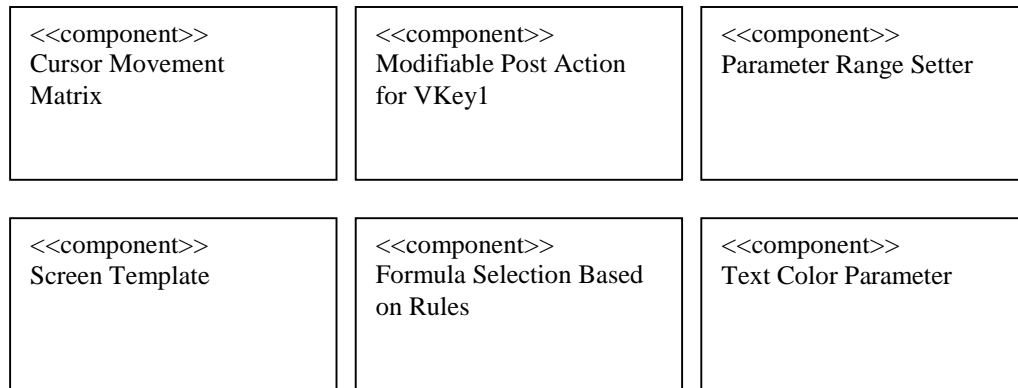 <<component>>
Cursor Movement
Matrix
<<component>>
Modifiable Post Action
for VKey1
<<component>>
Parameter Range Setter
<<component>>
Screen Template
<<component>>
Formula Selection Based
on Rules
<<component>>
Text Color Parameter